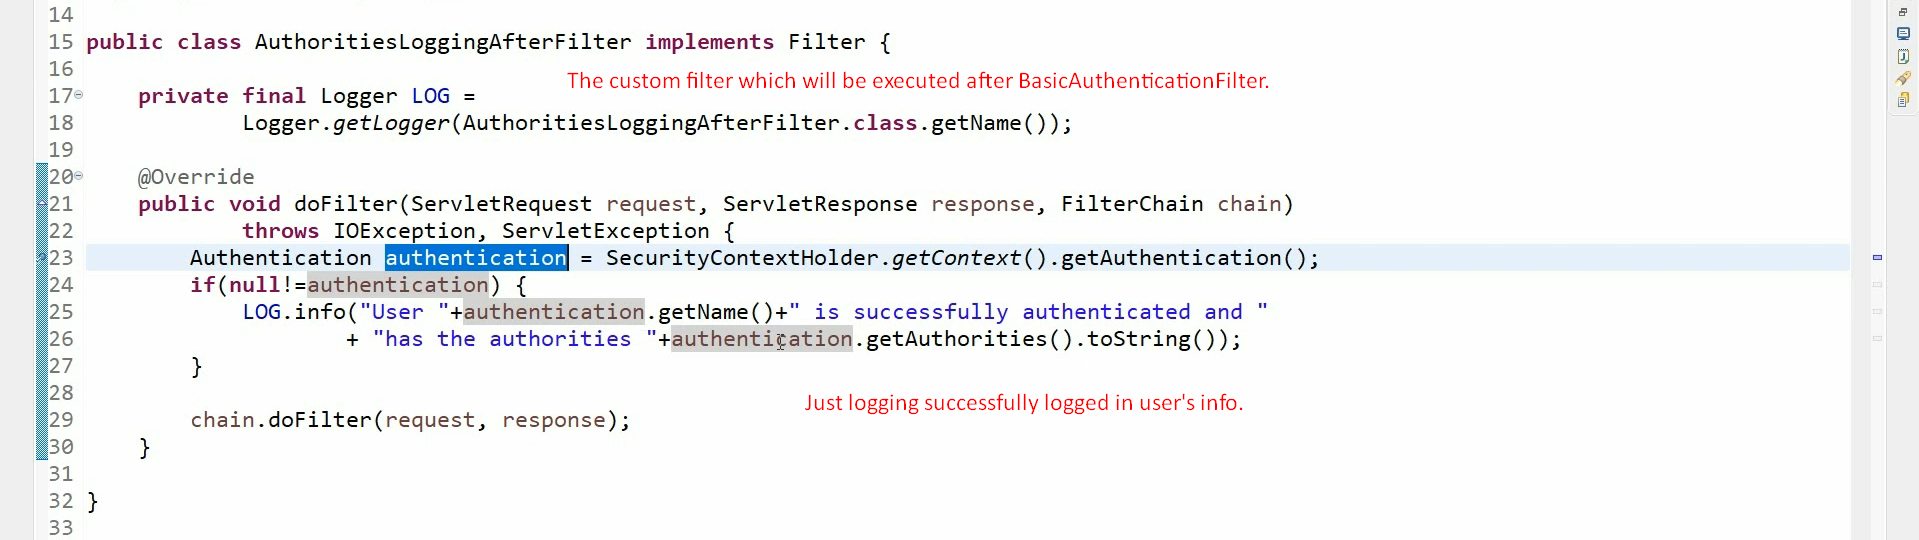 14
15 public class AuthoritiesLoggingAfterFilter implements Filter {
16
The custom filter which will be executed after BasicAuthenticationFilter.
17 private final Logger LOG =
18 Logger.getLogger(AuthoritiesLoggingAfterFilter.class.getName());
19
20 @Override
21 public void doFilter(ServletRequest request, ServletResponse response, FilterChain chain)
22 throws IOException, ServletException {
23 Authentication authentication = SecurityContextHolder.getContext().getAuthentication();
24 if(null!=authentication) {
25 LOG.info("User "+authentication.getName()+" is successfully authenticated and "
26 + "has the authorities "+authentication.getAuthorities().toString());
27 }
28
Just logging successfully logged in user's info.
29 chain.doFilter(request, response);
30 }
31
32 }
33